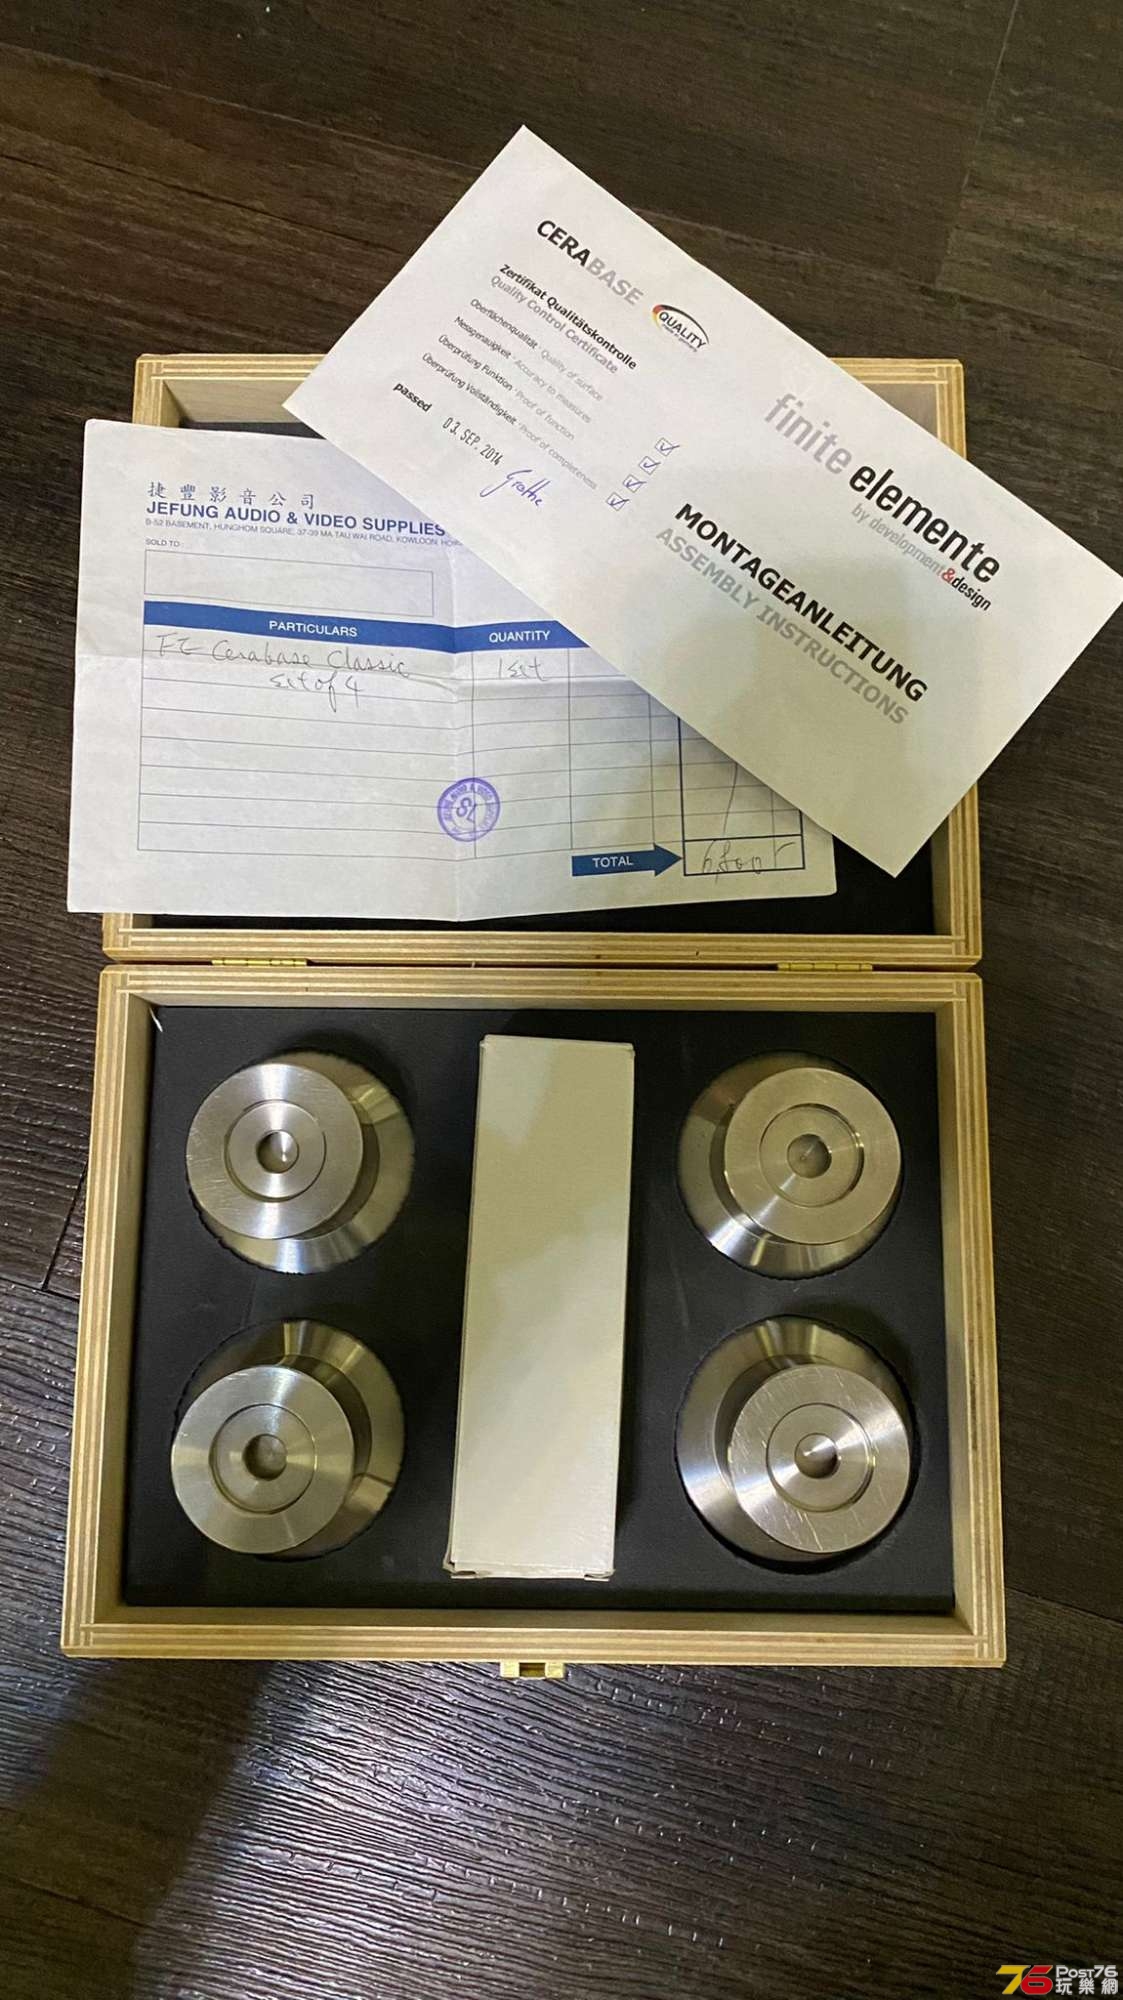 CERABASE
QUALITY
Zertifikat Qualitätskontrolle
Quality Control Certificate
Oberflächenqualität - Quality of surface
Messgenauigkeit - Accuracy to measures
Überprüfung Funktion - Proof of function
Überprüfung Vollständigkeit - Proof of completeness
passed
03. SEP. 2014
finite elemente
by development&design
MONTAGEANLEITUNG
ASSEMBLY INSTRUCTIONS
捷豐影音公司
JEFUNG AUDIO & VIDEO SUPPLIES
B-52 BASEMENT, HUNGHOM SQUARE, 37-39 MA TAU WAI ROAD, KOWLOON,
SOLD TO
PARTICULARS QUANTITY
FE Cerabase Classic 1 set
set of 4
TOTAL 6,800
Post76
玩樂網